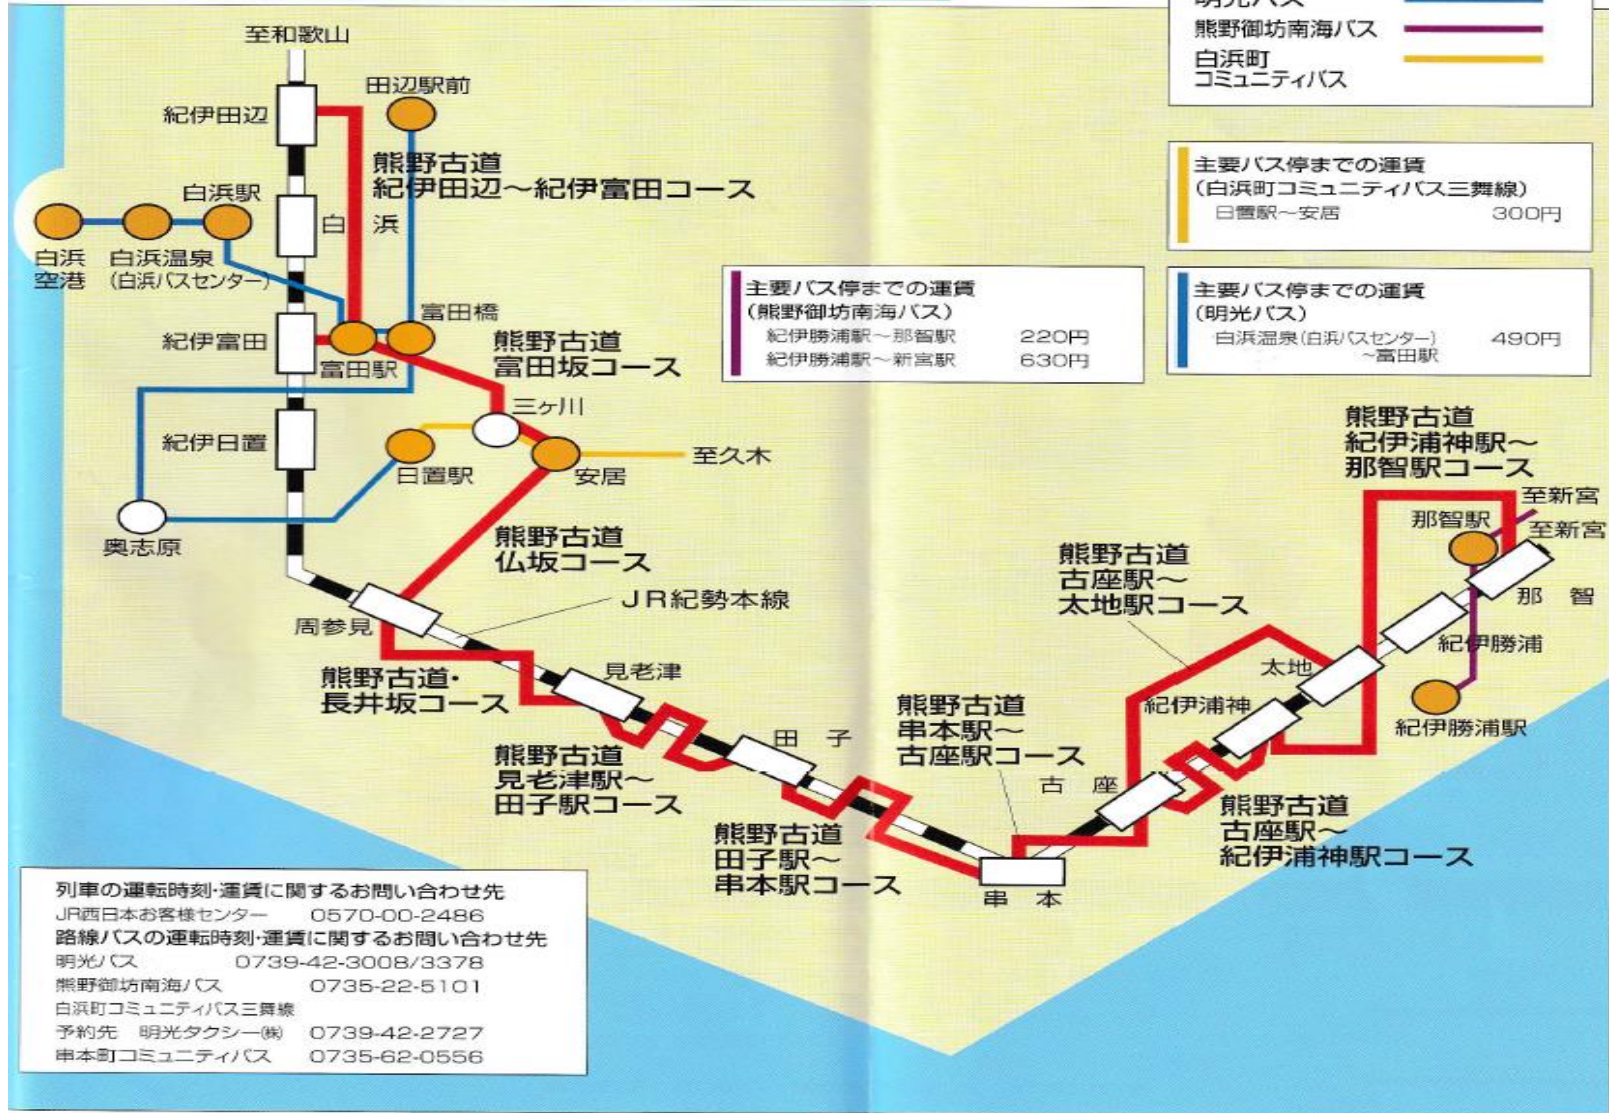 明光バス
熊野御坊南海バス
白浜町
コミュニティバス
至和歌山
田辺駅前
紀伊田辺
熊野古道
紀伊田辺～紀伊富田コース
白浜駅
白　浜
白浜
空港
白浜温泉
(白浜バスセンター)
主要バス停までの運賃
(白浜町コミュニティバス三舞線)
日置駅～安居　300円
主要バス停までの運賃
(熊野御坊南海バス)
紀伊勝浦駅～那智駅　220円
紀伊勝浦駅～新宮駅　630円
主要バス停までの運賃
(明光バス)
白浜温泉(白浜バスセンター)　490円
～富田駅
富田橋
紀伊富田
富田駅
熊野古道
富田坂コース
三ヶ川
紀伊日置
日置駅
安居
至久木
奥志原
熊野古道
仏坂コース
JR紀勢本線
周参見
熊野古道・
長井坂コース
見老津
熊野古道
見老津駅～
田子駅コース
田　子
熊野古道
田子駅～
串本駅コース
熊野古道
串本駅～
古座駅コース
串　本
古　座
熊野古道
古座駅～
太地駅コース
熊野古道
古座駅～
紀伊浦神駅コース
紀伊浦神
太地
熊野古道
紀伊浦神駅～
那智駅コース
至新宮
至新宮
那智駅
那　智
紀伊勝浦
紀伊勝浦駅
列車の運転時刻・運賃に関するお問い合わせ先
JR西日本お客様センター　0570-00-2486
路線バスの運転時刻・運賃に関するお問い合わせ先
明光バス　0739-42-3008/3378
熊野御坊南海バス　0735-22-5101
白浜町コミュニティバス三舞線
予約先　明光タクシー㈱　0739-42-2727
串本町コミュニティバス　0735-62-0556